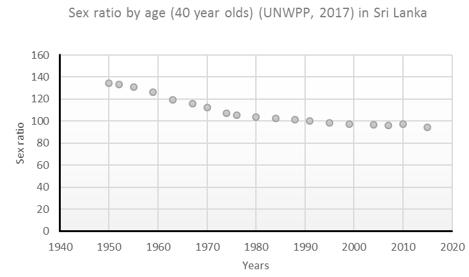 Sex ratio by age (40 year olds) (UNWPP, 2017) in Sri Lanka
160
140
120
100
80
60
40
20
0
Sex ratio
1940 1950 1960 1970 1980 1990 2000 2010 2020
Years